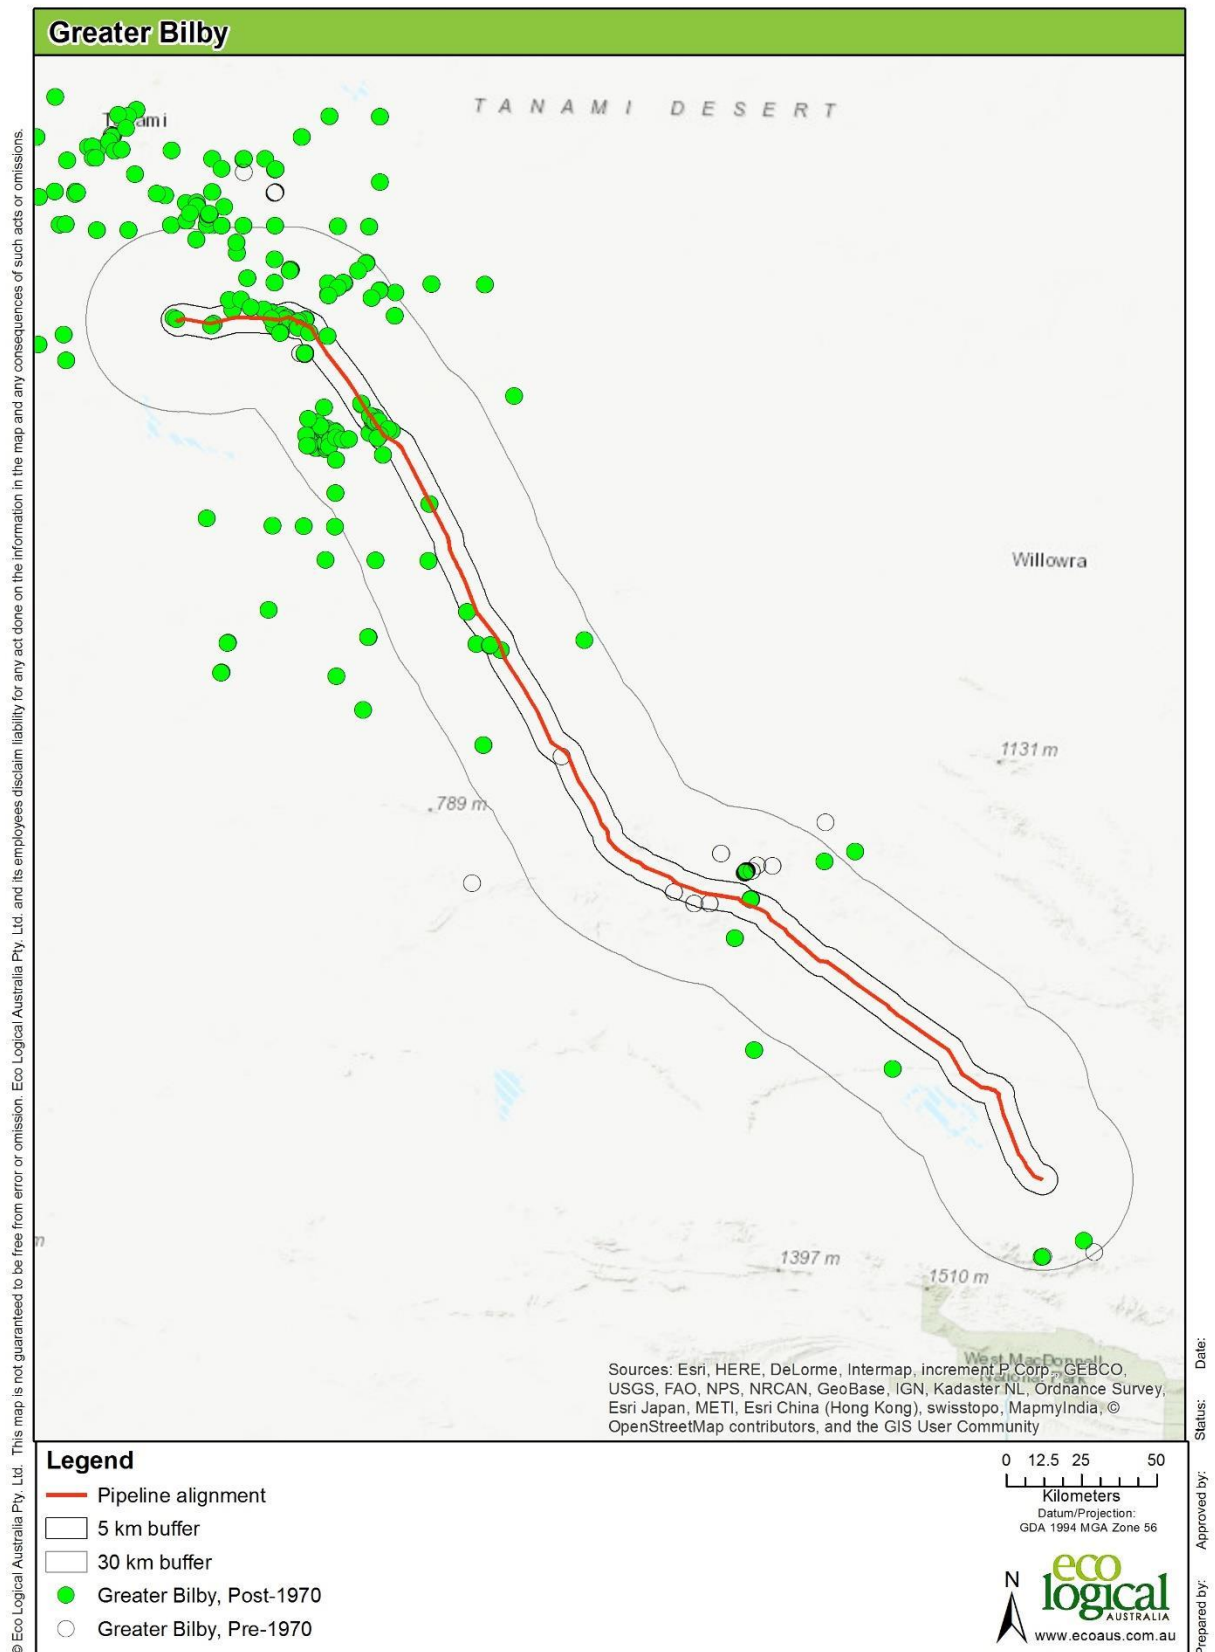 Greater Bilby
© Eco Logical Australia Pty. Ltd.   This map is not guaranteed to be free from error or omission. Eco Logical Australia Pty. Ltd. and its employees disclaim liability for any act done on the information in the map and any consequences of such acts or omissions.
TANAMI DESERT
Tanami
Willowra
1131 m
789 m
m
1397 m
1510 m
West MacDonnell
National Park
Sources: Esri, HERE, DeLorme, Intermap, increment P Corp., GEBCO,
USGS, FAO, NPS, NRCAN, GeoBase, IGN, Kadaster NL, Ordnance Survey,
Esri Japan, METI, Esri China (Hong Kong), swisstopo, MapmyIndia, ©
OpenStreetMap contributors, and the GIS User Community
Legend
Pipeline alignment
5 km buffer
30 km buffer
Greater Bilby, Post-1970
Greater Bilby, Pre-1970
0 12.5 25 50
Kilometers
Datum/Projection:
GDA 1994 MGA Zone 56
N
eco
logical
AUSTRALIA
www.ecoaus.com.au
Prepared by: Approved by: Status: Date: